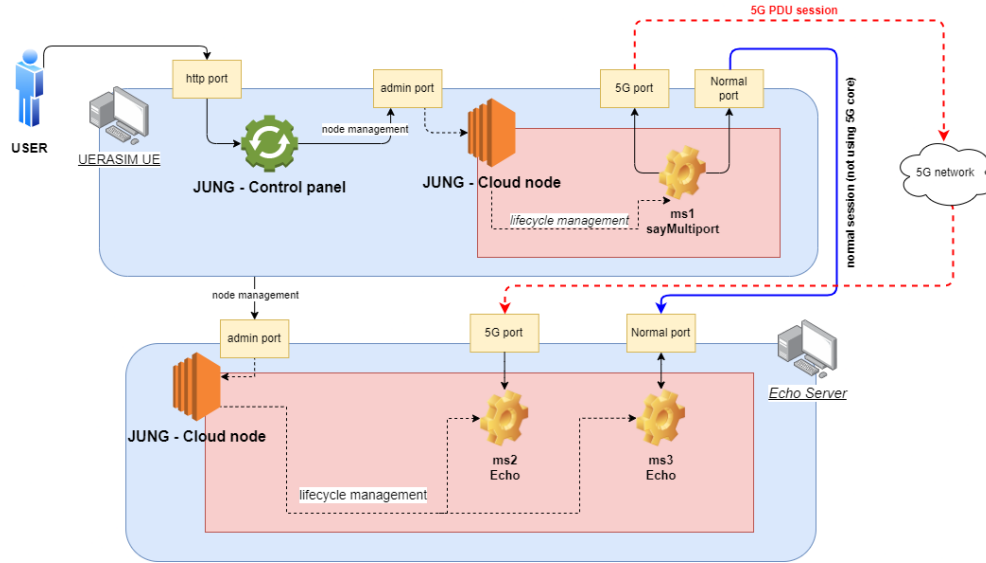 5G PDU session
http port
admin port
5G port
Normal
port
node management
USER
UERASIM UE
JUNG - Control panel
JUNG - Cloud node
lifecycle management
ms1
sayMultiport
normal session (not using 5G core)
5G network
node management
admin port
5G port
Normal port
Echo Server
JUNG - Cloud node
ms2
Echo
ms3
Echo
lifecycle management